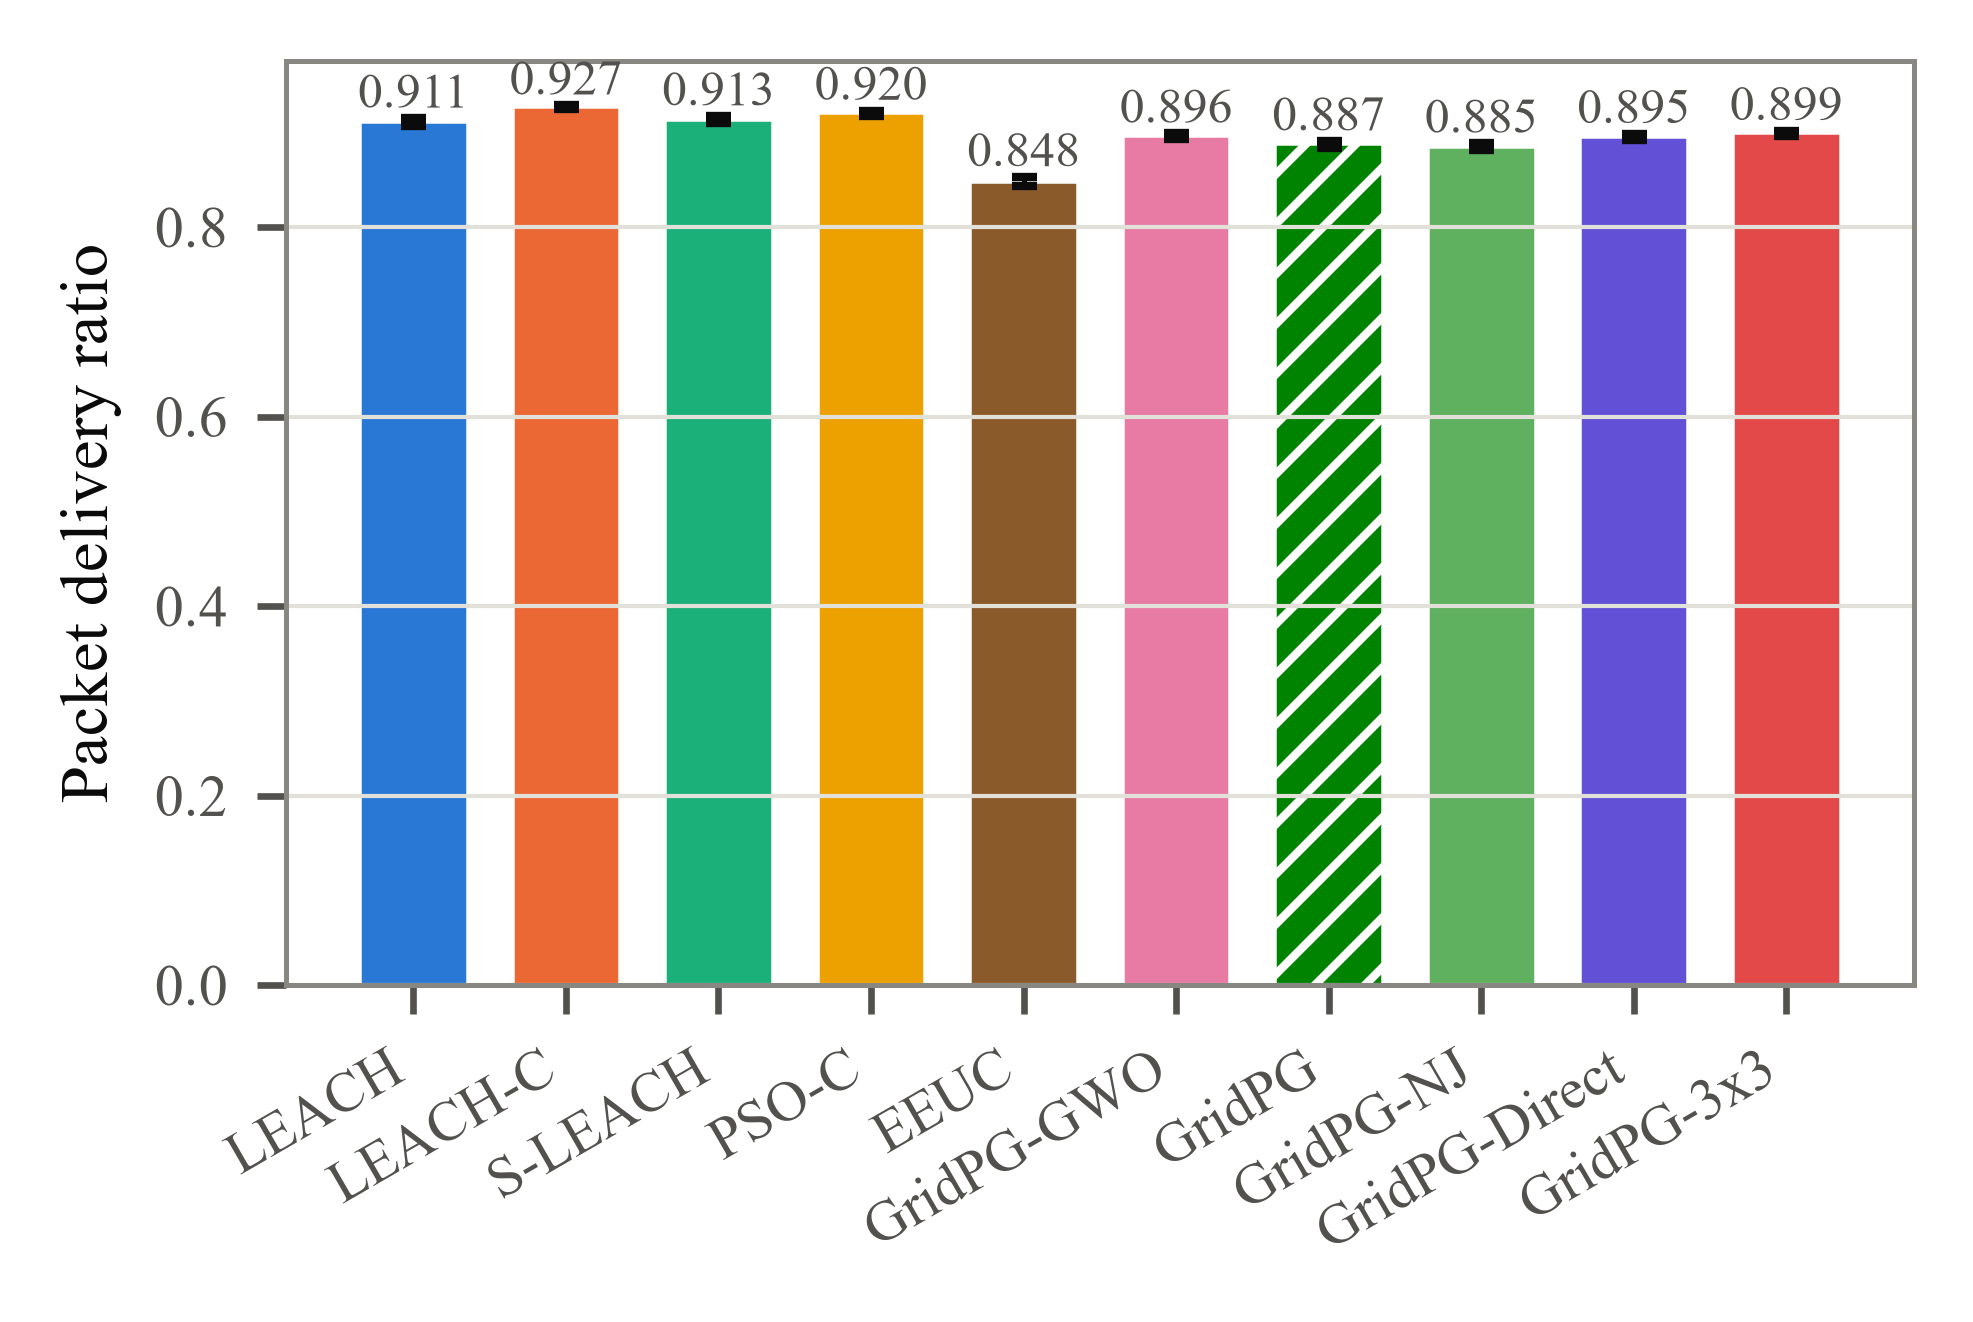 0.911
0.927
0.913
0.920
0.848
0.896
0.887
0.885
0.895
0.899
Packet delivery ratio
0.8
0.6
0.4
0.2
0.0
LEACH
LEACH-C
S-LEACH
PSO-C
EEUC
GridPG-GWO
GridPG
GridPG-NJ
GridPG-Direct
GridPG-3x3